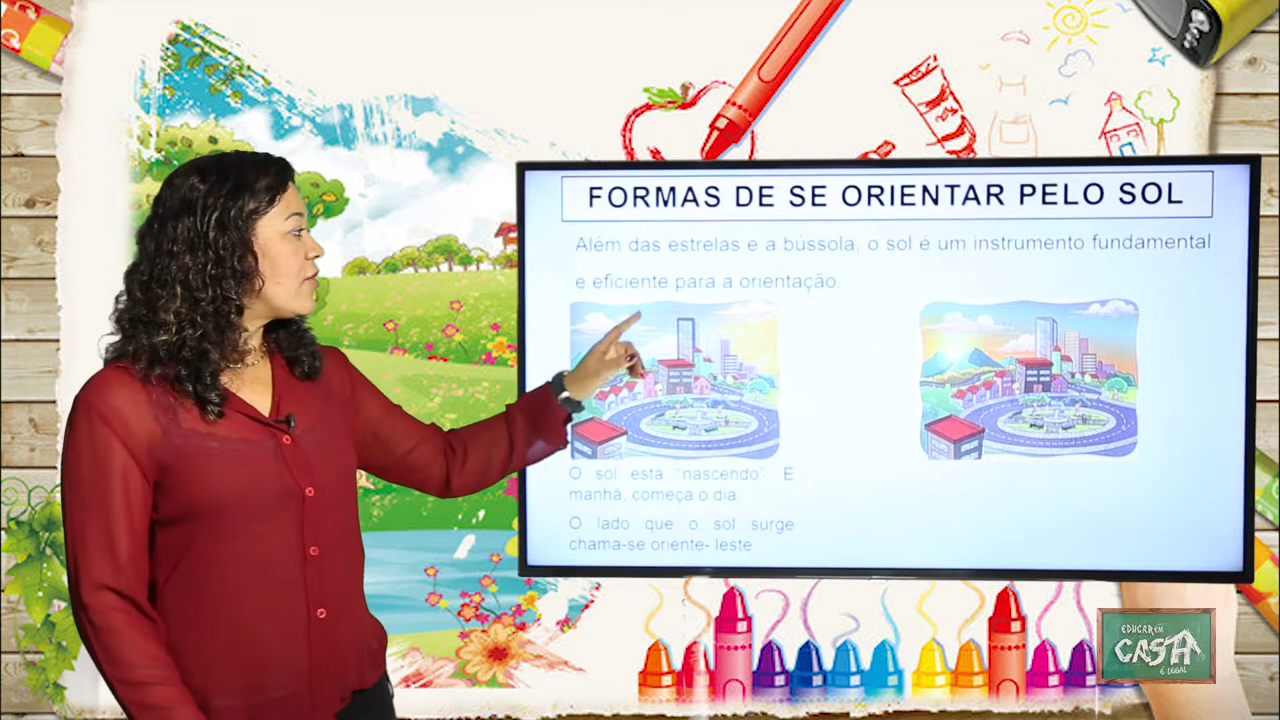 FORMAS DE SE ORIENTAR PELO SOL
Além das estrelas e a bússola, o sol é um instrumento fundamental
e eficiente para a orientação.
O sol está “nascendo”. É
manhã, começa o dia.
O lado que o sol surge
chama-se oriente- leste
EDUCAR EM
CASA
É LEGAL